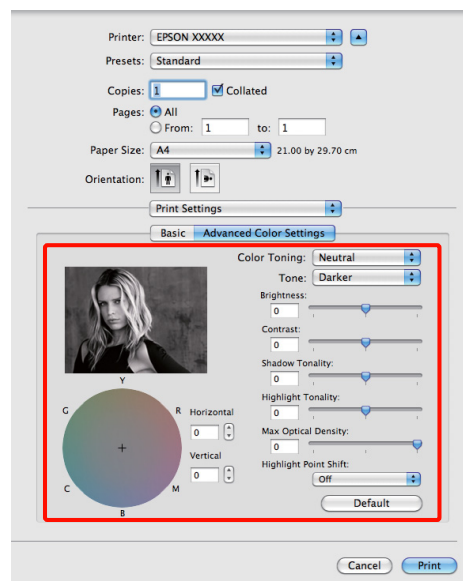 Printer: EPSON XXXXX
Presets: Standard
Copies: 1 Collated
Pages: All
From: 1 to: 1
Paper Size: A4 21.00 by 29.70 cm
Orientation:
Print Settings
Basic Advanced Color Settings
Color Toning: Neutral
Tone: Darker
Brightness:
0
Contrast:
0
Shadow Tonality:
0
Highlight Tonality:
0
Max Optical Density:
0
Highlight Point Shift:
Off
Default
Y
G R
C M
B
Horizontal
0
Vertical
0
Cancel Print